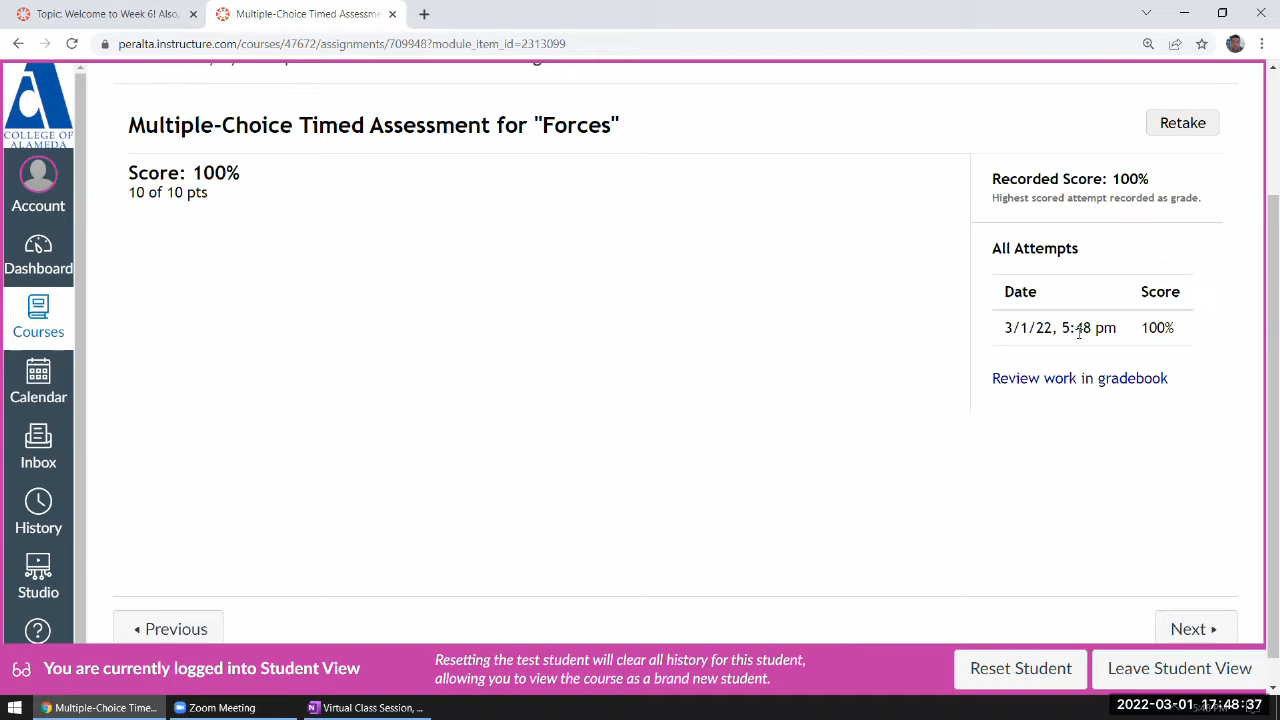 Topic: Welcome to Week 6! Also,
Multiple-Choice Timed Assessme
peralta.instructure.com/courses/47672/assignments/709948?module_item_id=2313099
COLLEGE OF
ALAMEDA
Account
Dashboard
Courses
Calendar
Inbox
History
Studio
Multiple-Choice Timed Assessment for "Forces"
Retake
Score: 100%
10 of 10 pts
Recorded Score: 100%
Highest scored attempt recorded as grade.
All Attempts
Date Score
3/1/22, 5:48 pm 100%
Review work in gradebook
Previous
Next
You are currently logged into Student View
Resetting the test student will clear all history for this student,
allowing you to view the course as a brand new student.
Reset Student
Leave Student View
Multiple-Choice Time...
Zoom Meeting
Virtual Class Session, ...
2022-03-01 17:48:37